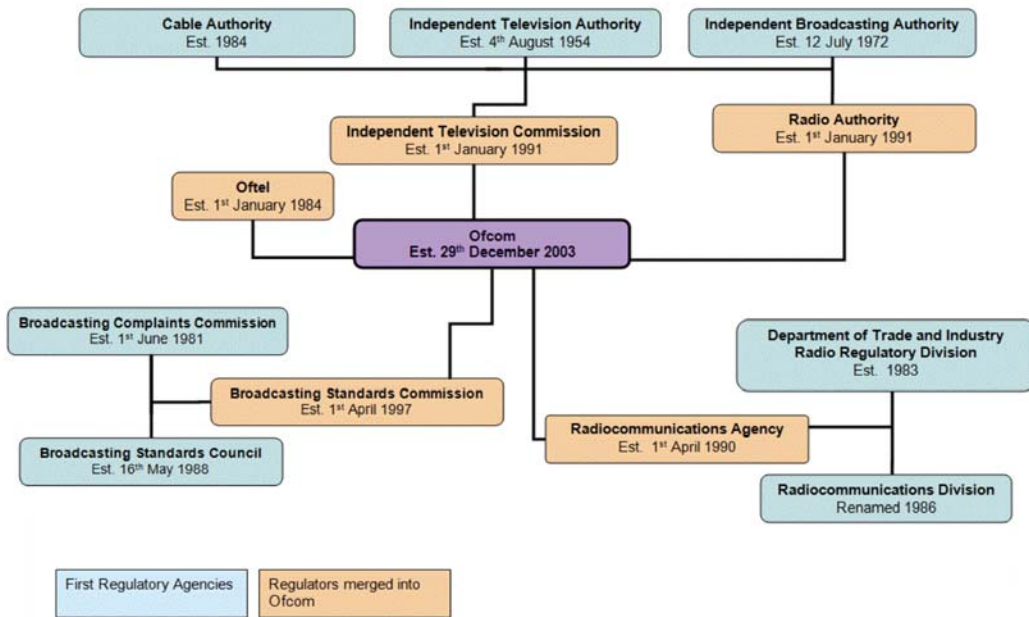 Cable Authority
Est. 1984
Independent Television Authority
Est. 4th August 1954
Independent Broadcasting Authority
Est. 12 July 1972
Independent Television Commission
Est. 1st January 1991
Radio Authority
Est. 1st January 1991
Oftel
Est. 1st January 1984
Ofcom
Est. 29th December 2003
Broadcasting Complaints Commission
Est. 1st June 1981
Department of Trade and Industry
Radio Regulatory Division
Est. 1983
Broadcasting Standards Commission
Est. 1st April 1997
Radiocommunications Agency
Est. 1st April 1990
Broadcasting Standards Council
Est. 16th May 1988
Radiocommunications Division
Renamed 1986
First Regulatory Agencies
Regulators merged into
Ofcom